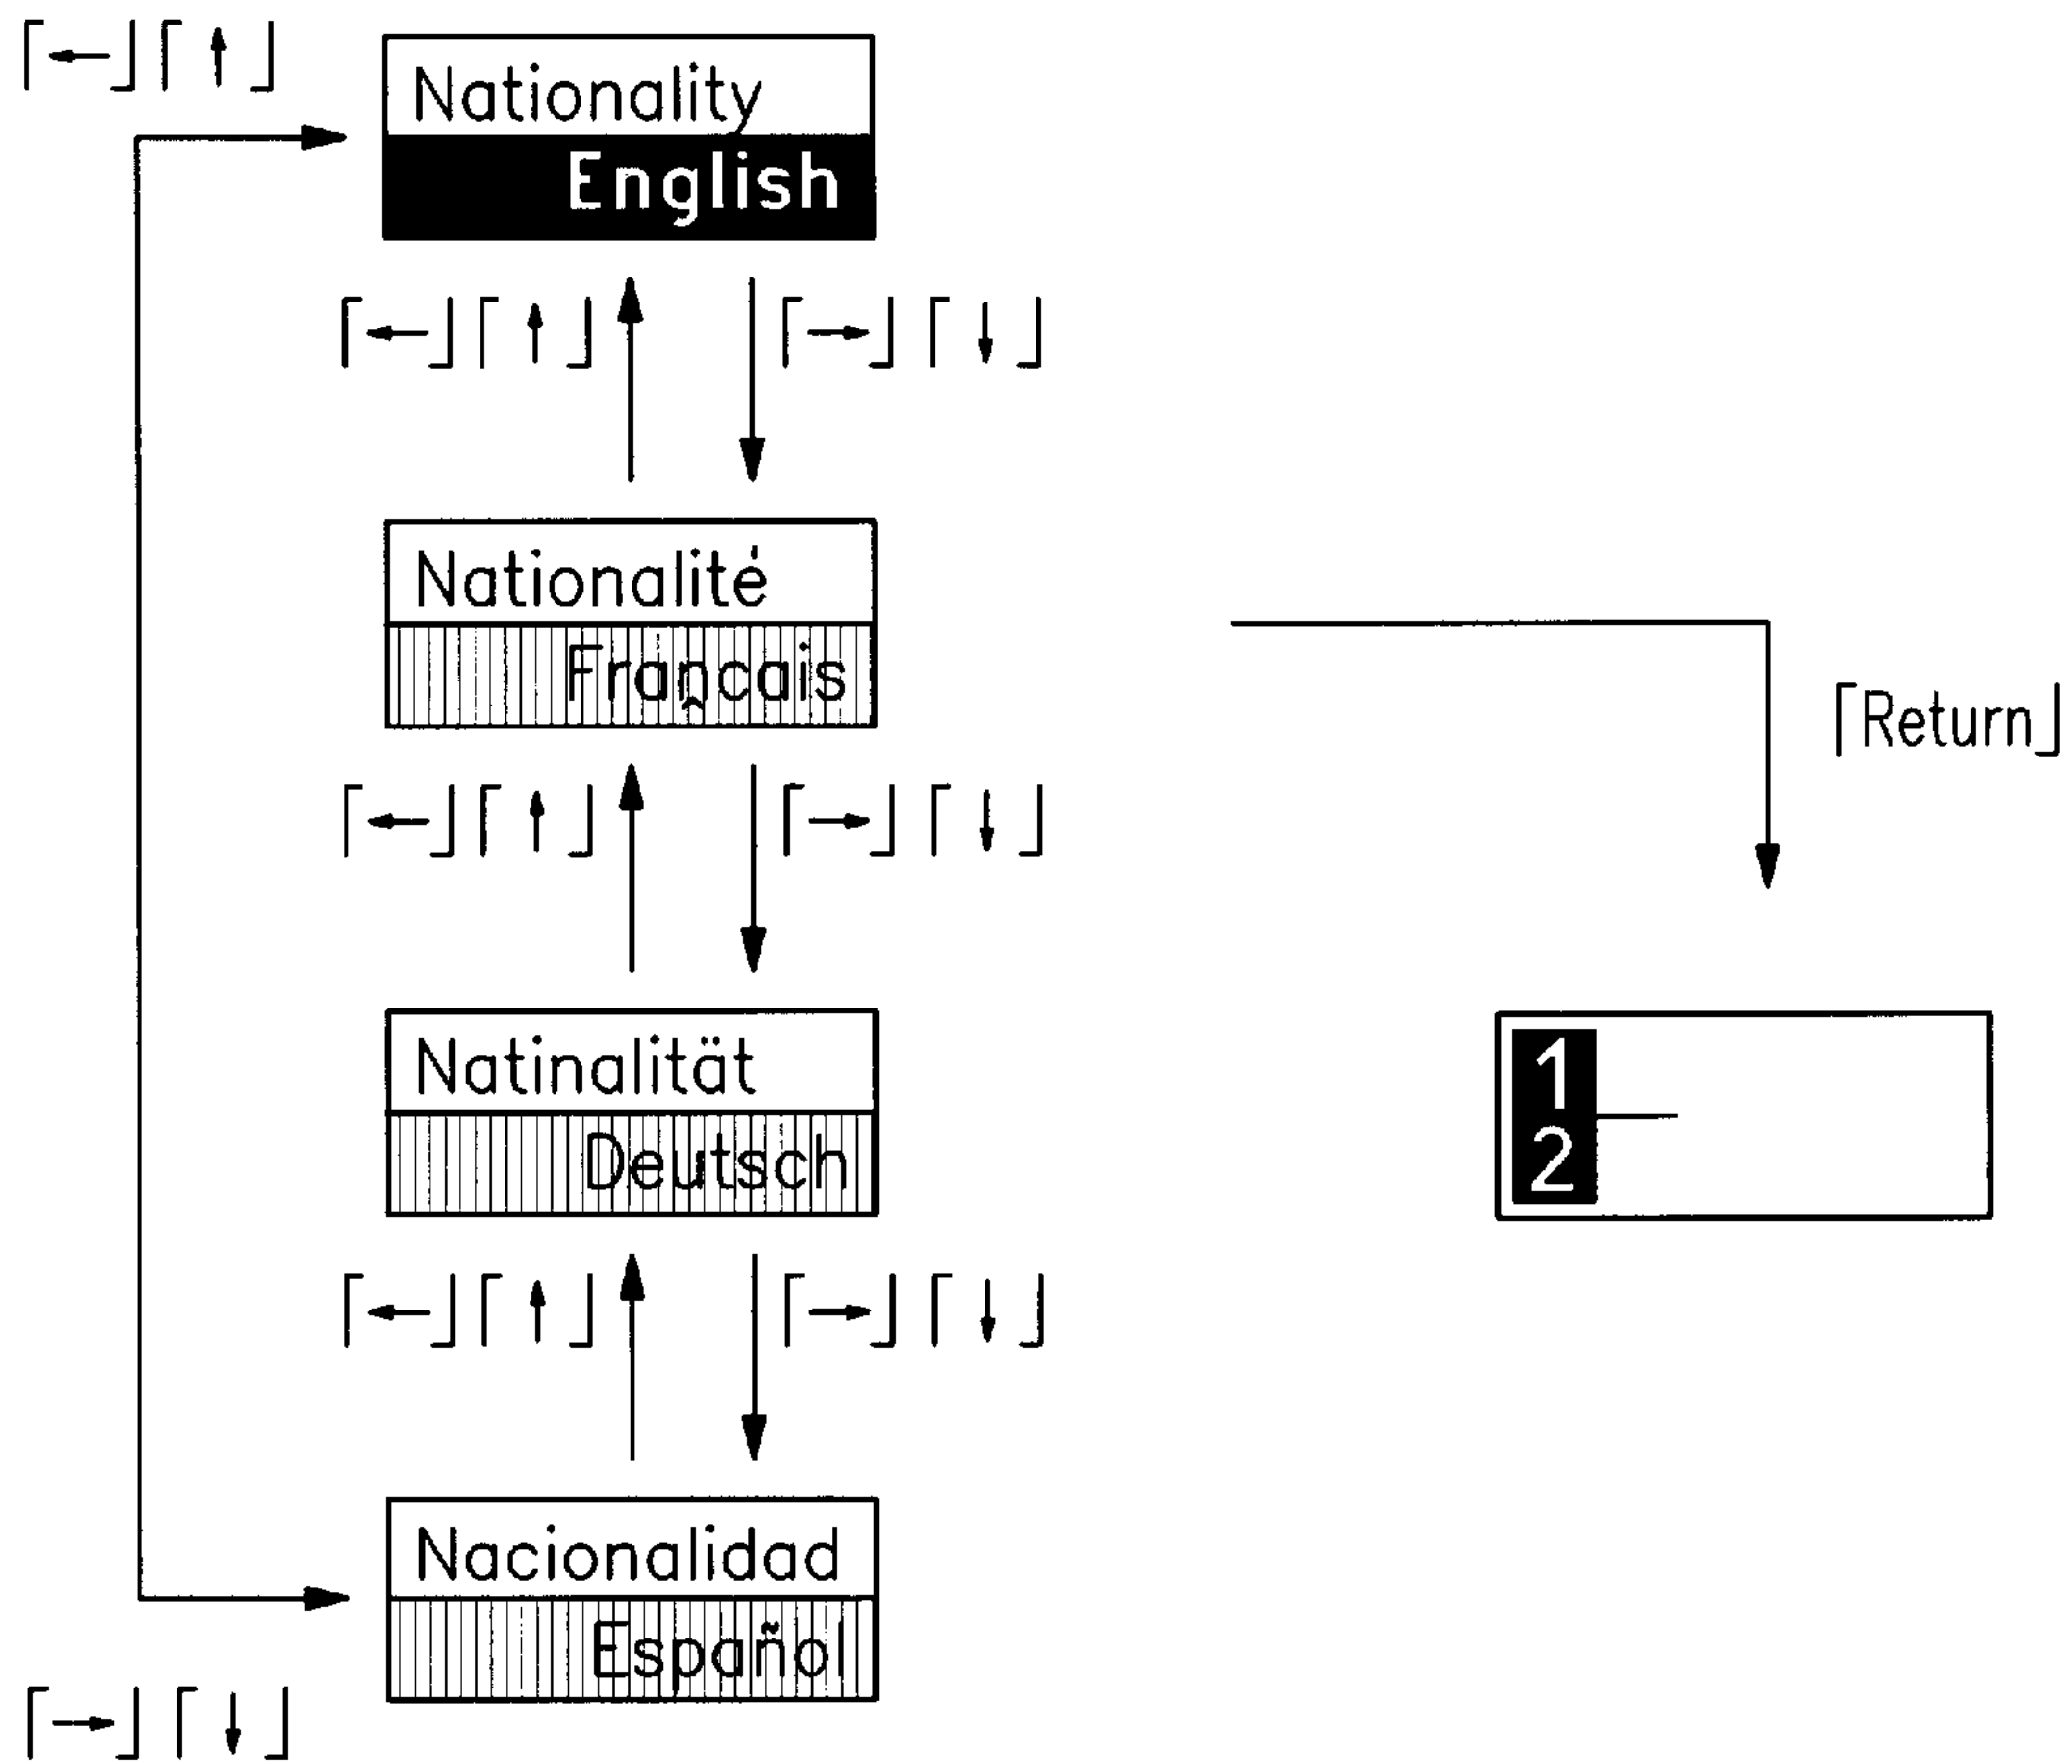 ⌈←⌋⌈↑⌋
Nationality
English
⌈←⌋⌈↑⌋ ⌈→⌋⌈↓⌋
Nationalité
Français
⌈Return⌋
⌈←⌋⌈↑⌋ ⌈→⌋⌈↓⌋
Natinalität
Deutsch
1
2
⌈←⌋⌈↑⌋ ⌈→⌋⌈↓⌋
Nacionalidad
Español
⌈→⌋⌈↓⌋